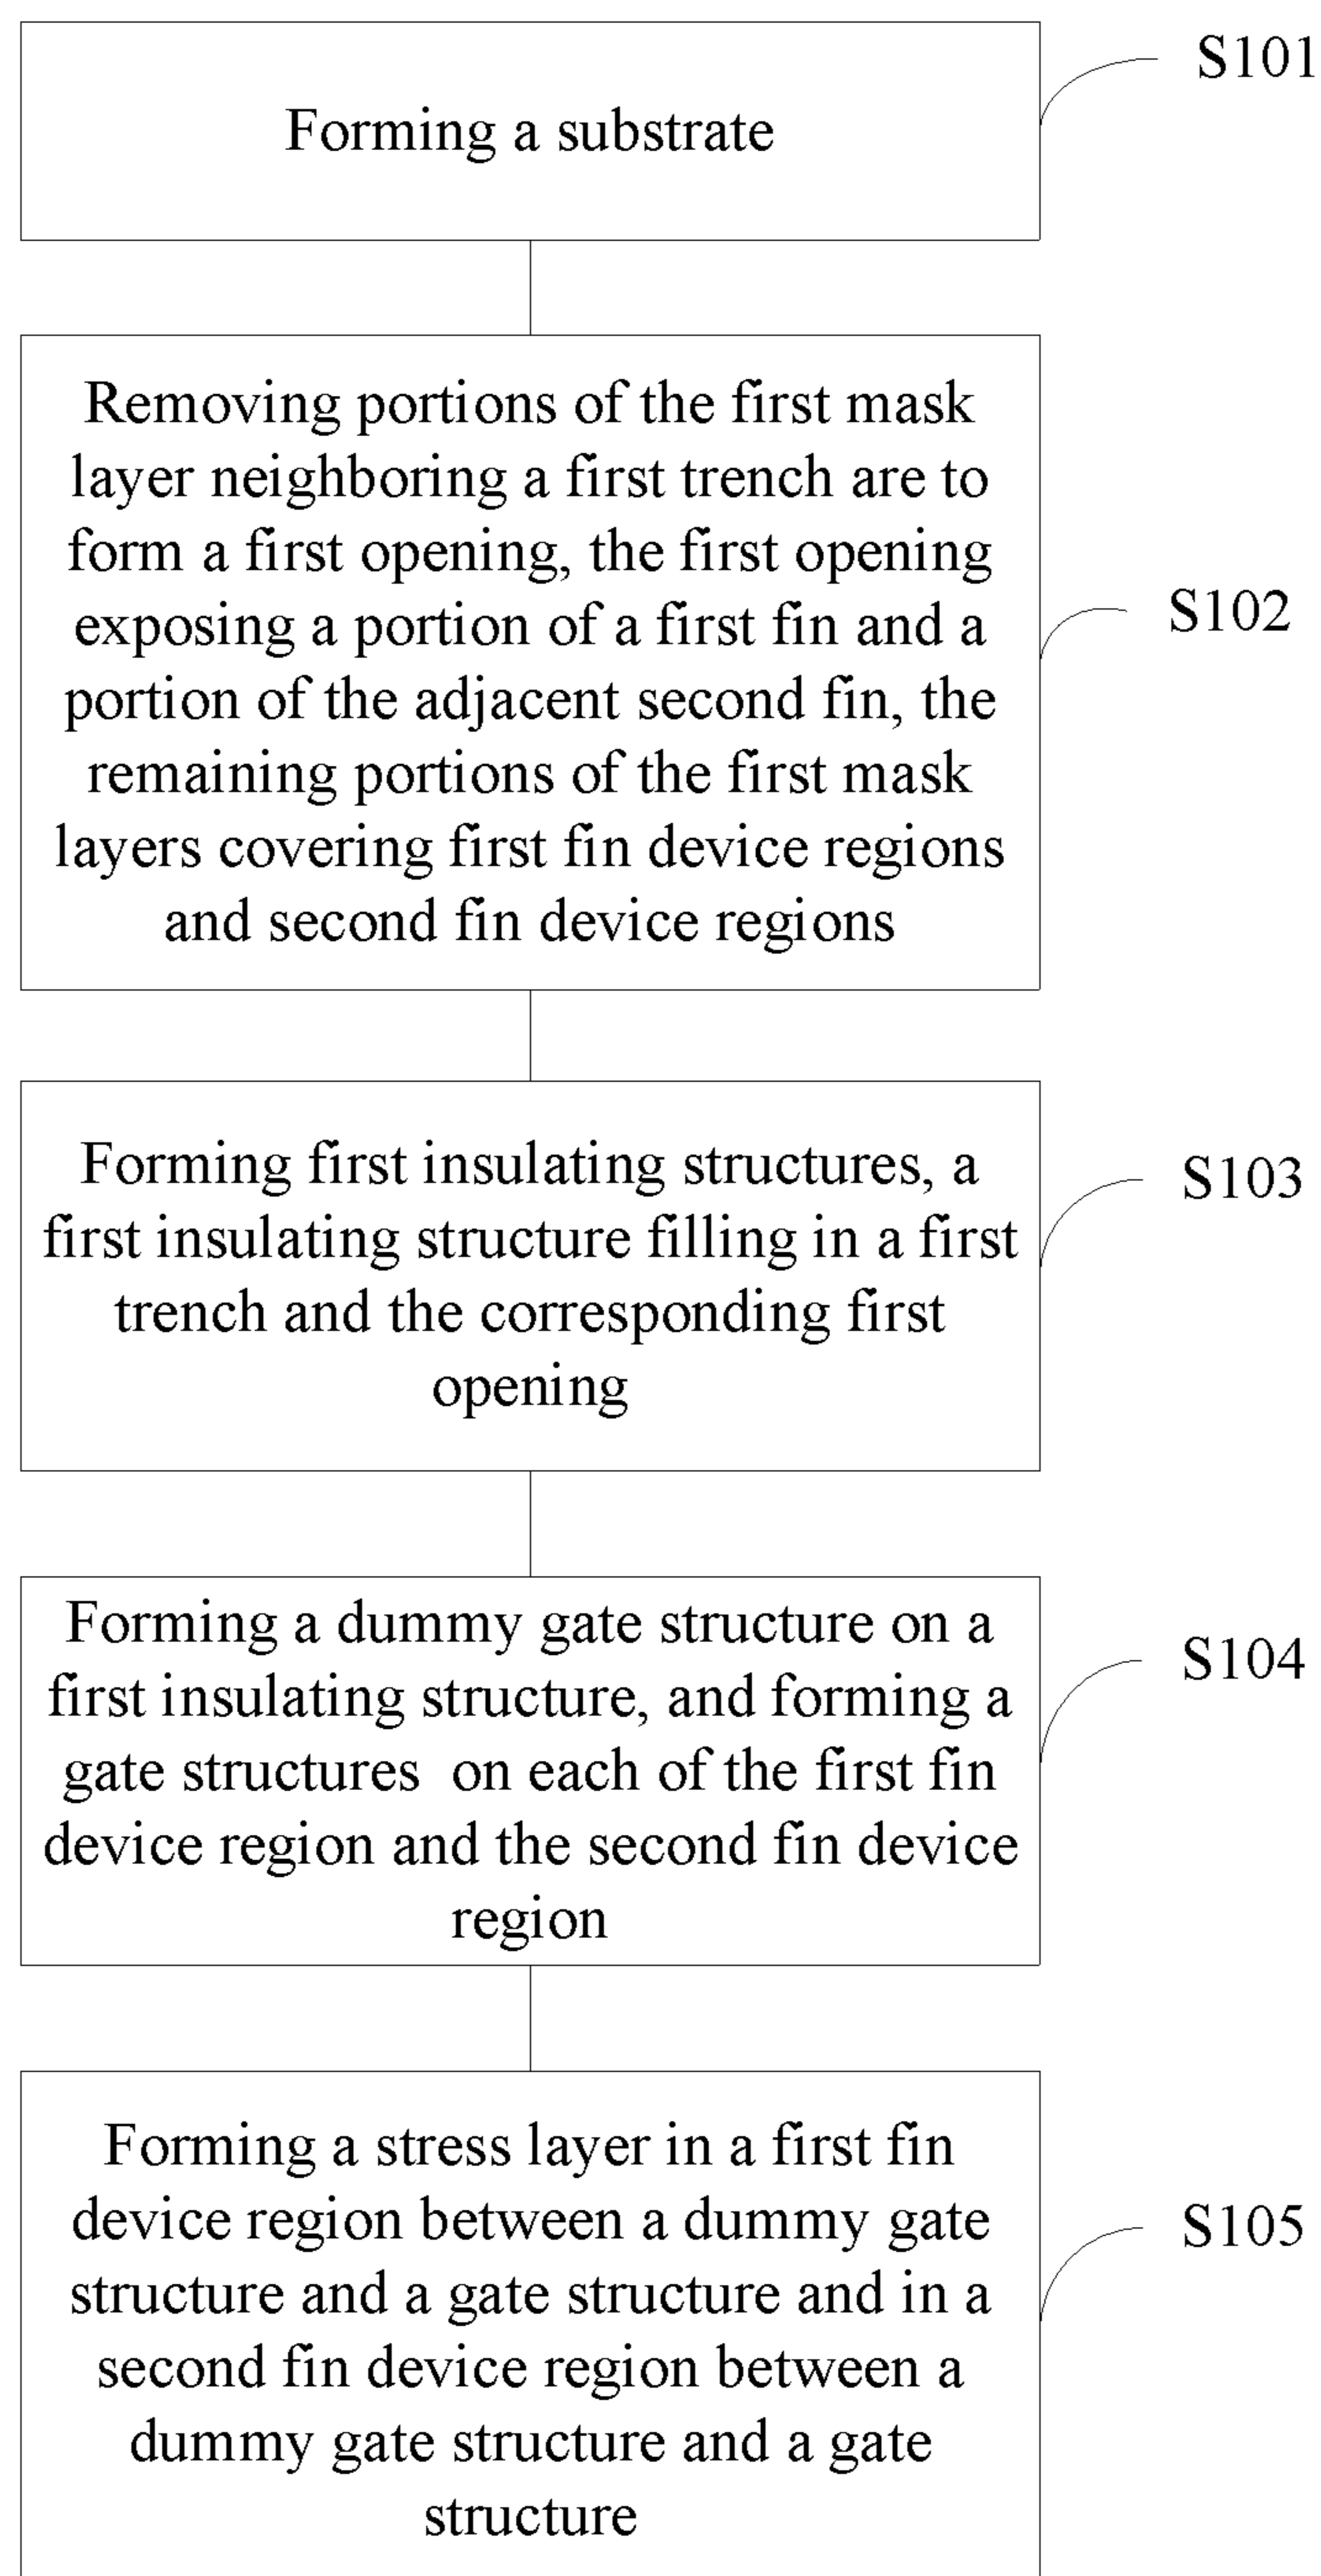 S101
Forming a substrate
Removing portions of the first mask
layer neighboring a first trench are to
form a first opening, the first opening
exposing a portion of a first fin and a
portion of the adjacent second fin, the
remaining portions of the first mask
layers covering first fin device regions
and second fin device regions
S102
Forming first insulating structures, a
first insulating structure filling in a first
trench and the corresponding first
opening
S103
Forming a dummy gate structure on a
first insulating structure, and forming a
gate structures on each of the first fin
device region and the second fin device
region
S104
Forming a stress layer in a first fin
device region between a dummy gate
structure and a gate structure and in a
second fin device region between a
dummy gate structure and a gate
structure
S105